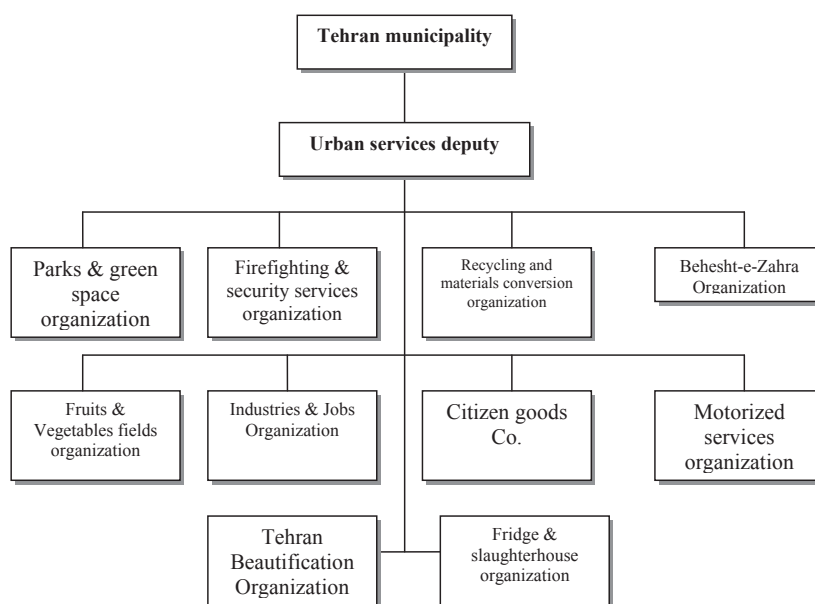 Tehran municipality
Urban services deputy
Parks & green
space
organization
Firefighting &
security services
organization
Recycling and
materials conversion
organization
Behesht-e-Zahra
Organization
Fruits &
Vegetables fields
organization
Industries & Jobs
Organization
Citizen goods
Co.
Motorized
services
organization
Tehran
Beautification
Organization
Fridge &
slaughterhouse
organization